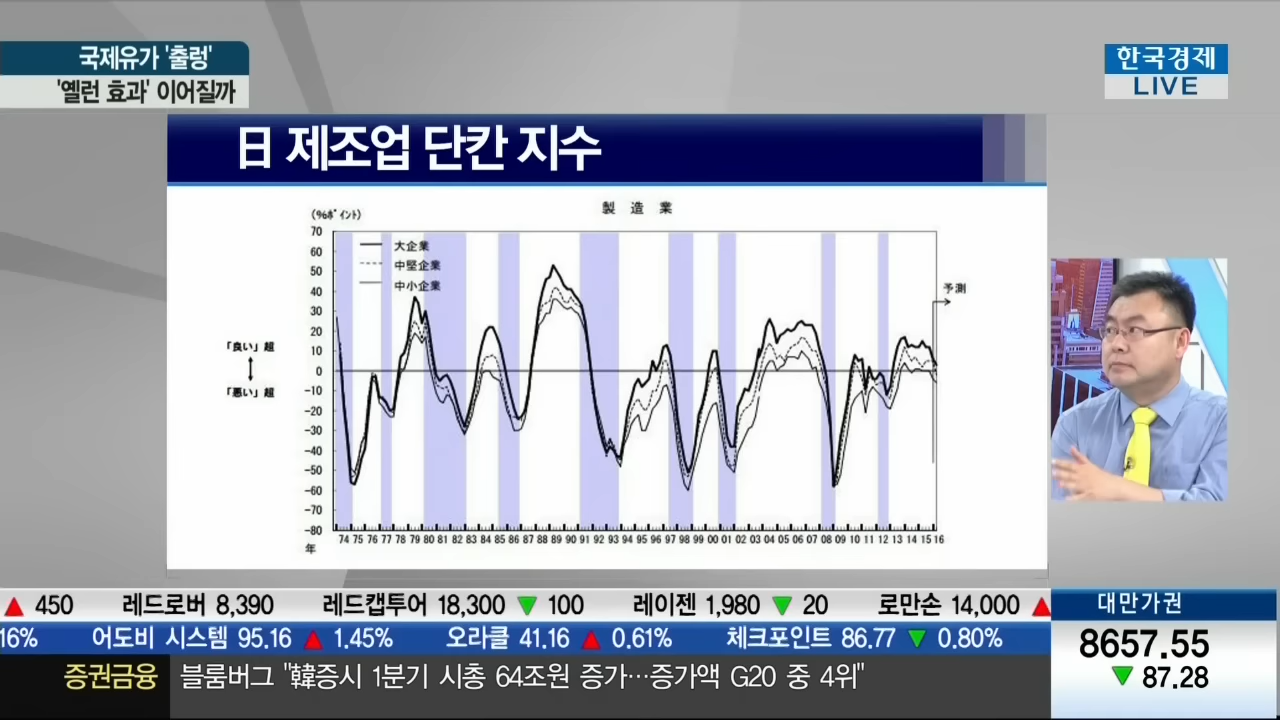 국제유가 '출렁'
'옐런 효과' 이어질까
한국경제
LIVE
日 제조업 단칸 지수
製 造 業
(%ポイント)
70
60
50
40
30
20
10
0
-10
-20
-30
-40
-50
-60
-70
-80
大企業
中堅企業
中小企業
予測
「良い」超
「悪い」超
74 75 76 77 78 79 80 81 82 83 84 85 86 87 88 89 90 91 92 93 94 95 96 97 98 99 00 01 02 03 04 05 06 07 08 09 10 11 12 13 14 15 16
年
▲ 450 레드로버 8,390 레드캡투어 18,300 ▼ 100 레이젠 1,980 ▼ 20 로만손 14,000 ▲
16% 어도비 시스템 95.16 ▲ 1.45% 오라클 41.16 ▲ 0.61% 체크포인트 86.77 ▼ 0.80%
대만가권
8657.55
▼ 87.28
증권금융 블룸버그 "韓증시 1분기 시총 64조원 증가…증가액 G20 중 4위"